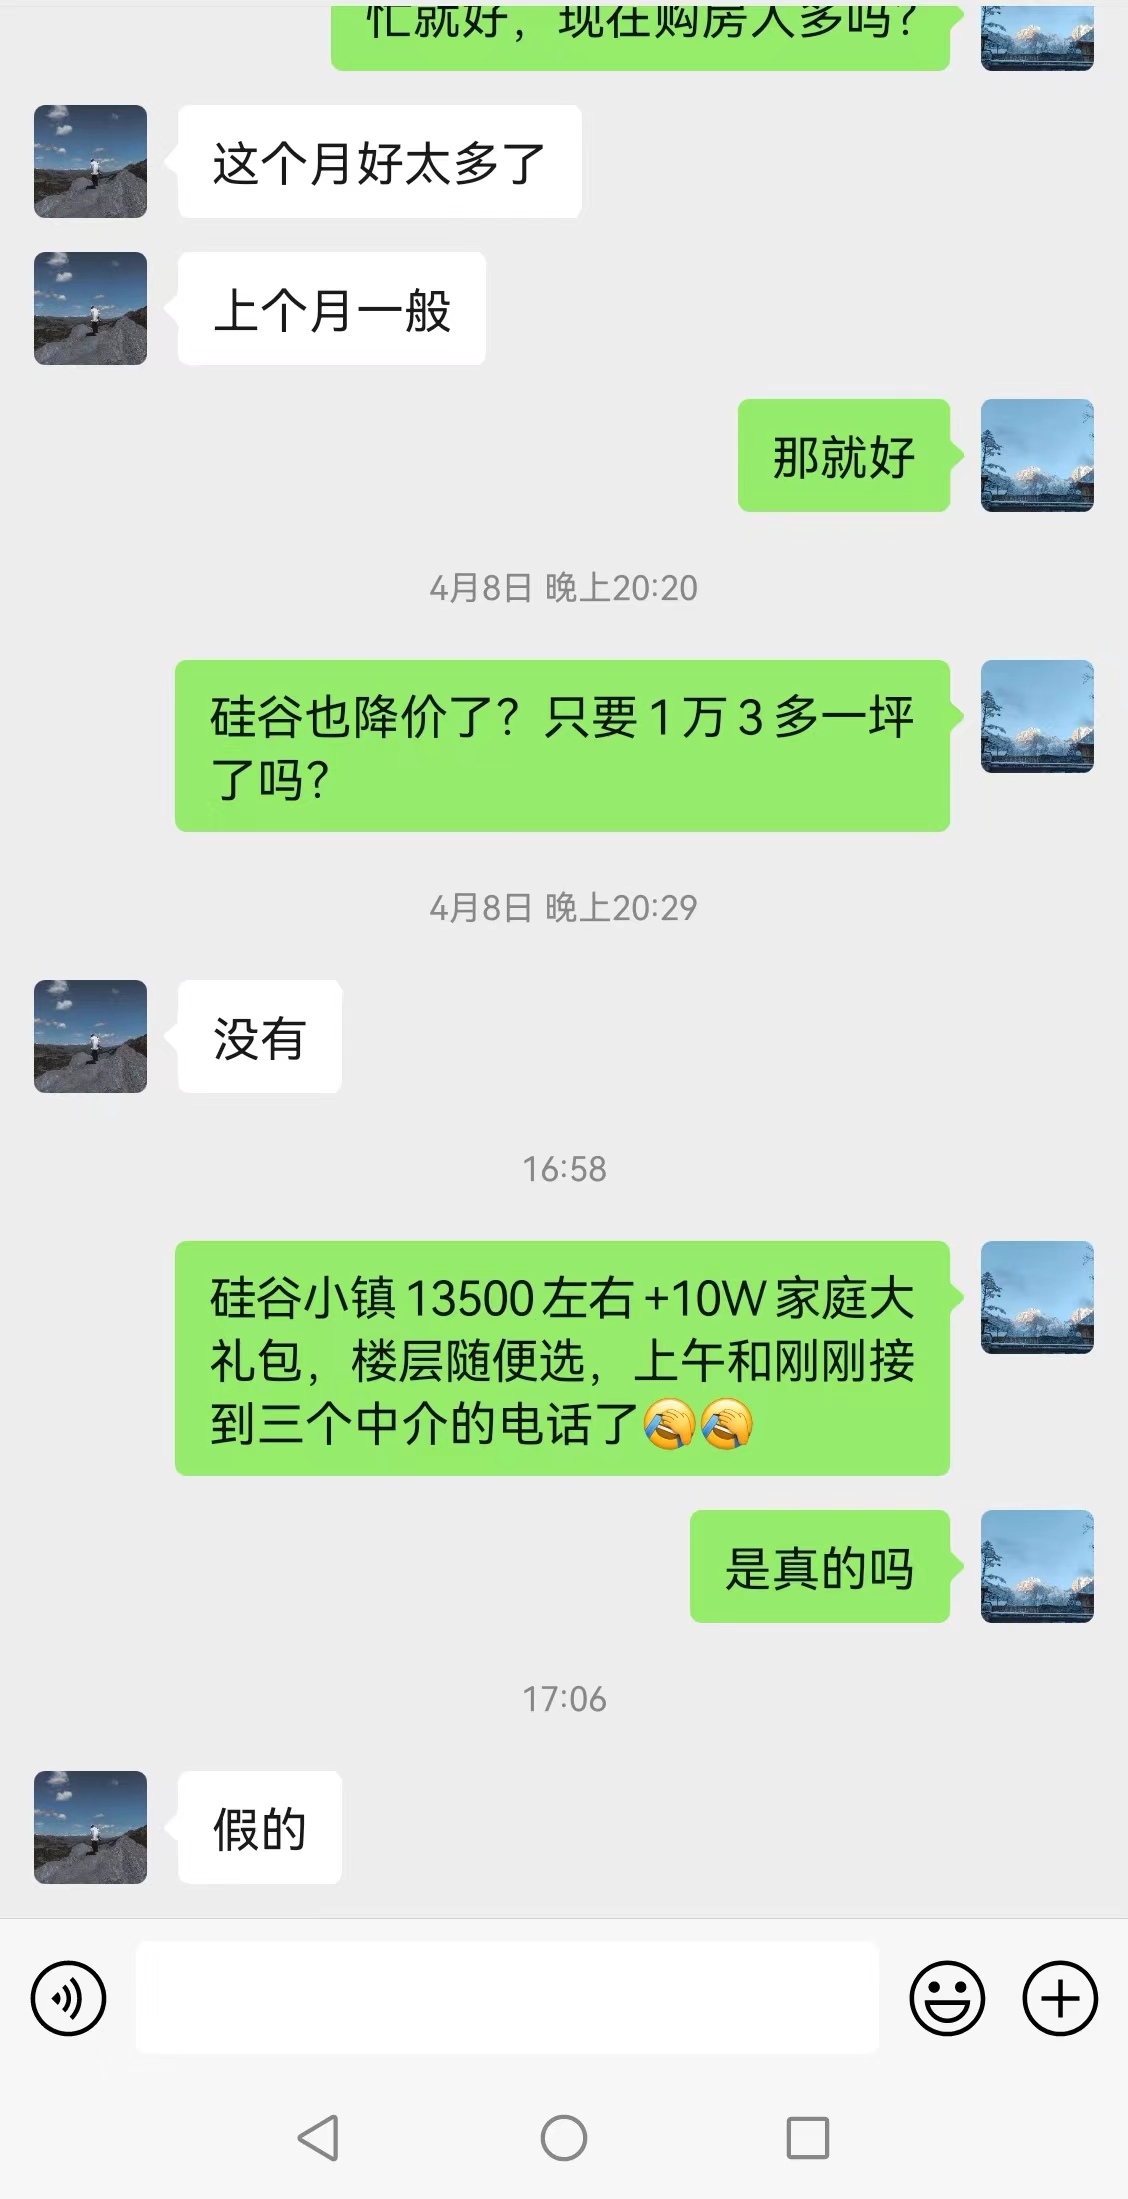 忙就好，现在购房人多吗？
这个月好太多了
上个月一般
那就好
4月8日 晚上20:20
硅谷也降价了？只要1万3多一坪
了吗？
4月8日 晚上20:29
没有
16:58
硅谷小镇13500左右+10W家庭大
礼包，楼层随便选，上午和刚刚接
到三个中介的电话了🤦🤦
是真的吗
17:06
假的